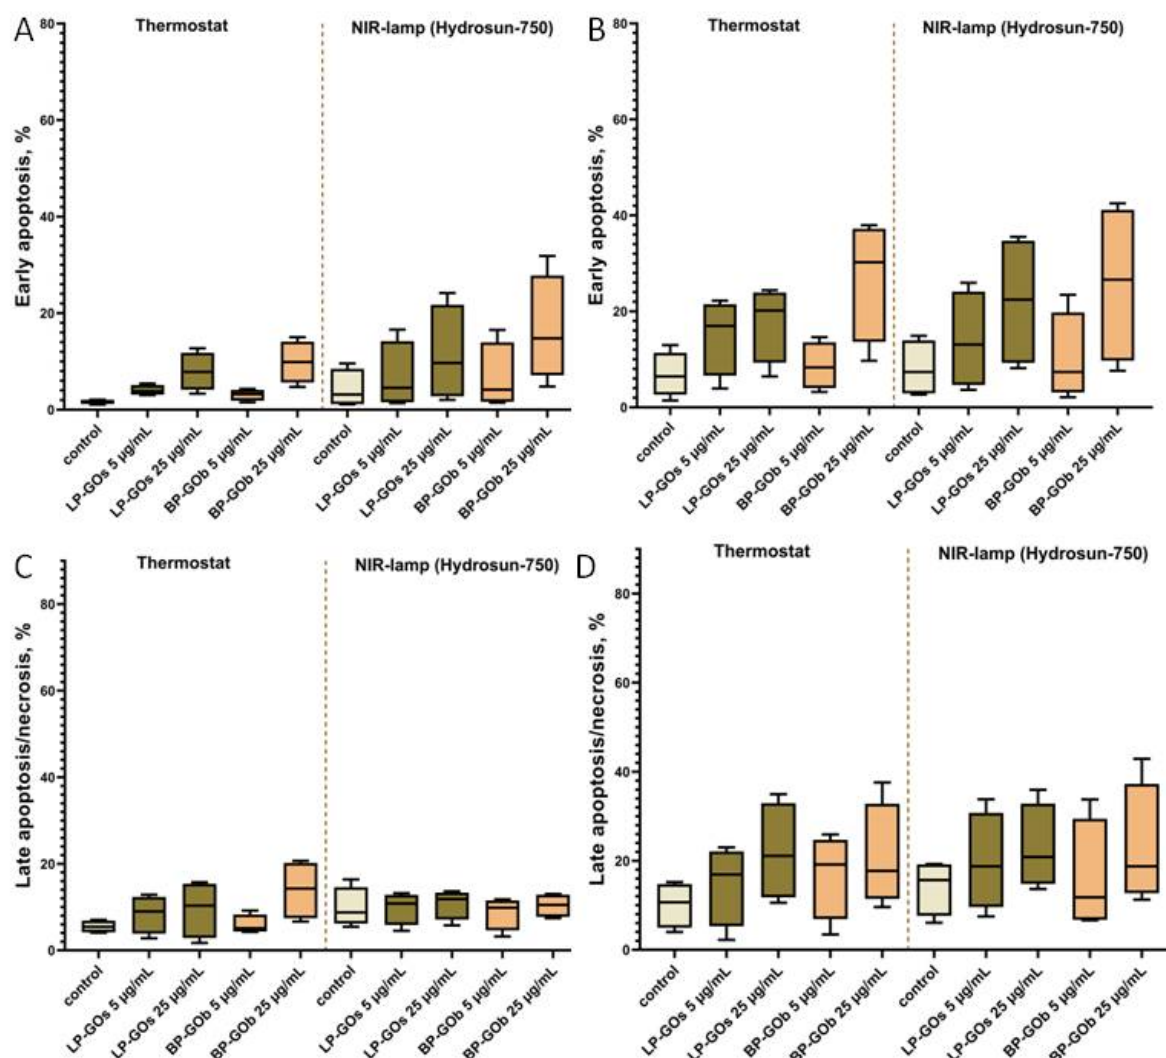 A
Thermostat
NIR-lamp (Hydrosun-750)
Early apoptosis, %
80
60
40
20
0
control
LP-GOs 5 µg/mL
LP-GOs 25 µg/mL
BP-GOb 5 µg/mL
BP-GOb 25 µg/mL
control
LP-GOs 5 µg/mL
LP-GOs 25 µg/mL
BP-GOb 5 µg/mL
BP-GOb 25 µg/mL
B
Thermostat
NIR-lamp (Hydrosun-750)
Early apoptosis, %
80
60
40
20
0
control
LP-GOs 5 µg/mL
LP-GOs 25 µg/mL
BP-GOb 5 µg/mL
BP-GOb 25 µg/mL
control
LP-GOs 5 µg/mL
LP-GOs 25 µg/mL
BP-GOb 5 µg/mL
BP-GOb 25 µg/mL
C
Thermostat
NIR-lamp (Hydrosun-750)
Late apoptosis/necrosis, %
80
60
40
20
0
control
LP-GOs 5 µg/mL
LP-GOs 25 µg/mL
BP-GOb 5 µg/mL
BP-GOb 25 µg/mL
control
LP-GOs 5 µg/mL
LP-GOs 25 µg/mL
BP-GOb 5 µg/mL
BP-GOb 25 µg/mL
D
Thermostat
NIR-lamp (Hydrosun-750)
Late apoptosis/necrosis, %
80
60
40
20
0
control
LP-GOs 5 µg/mL
LP-GOs 25 µg/mL
BP-GOb 5 µg/mL
BP-GOb 25 µg/mL
control
LP-GOs 5 µg/mL
LP-GOs 25 µg/mL
BP-GOb 5 µg/mL
BP-GOb 25 µg/mL